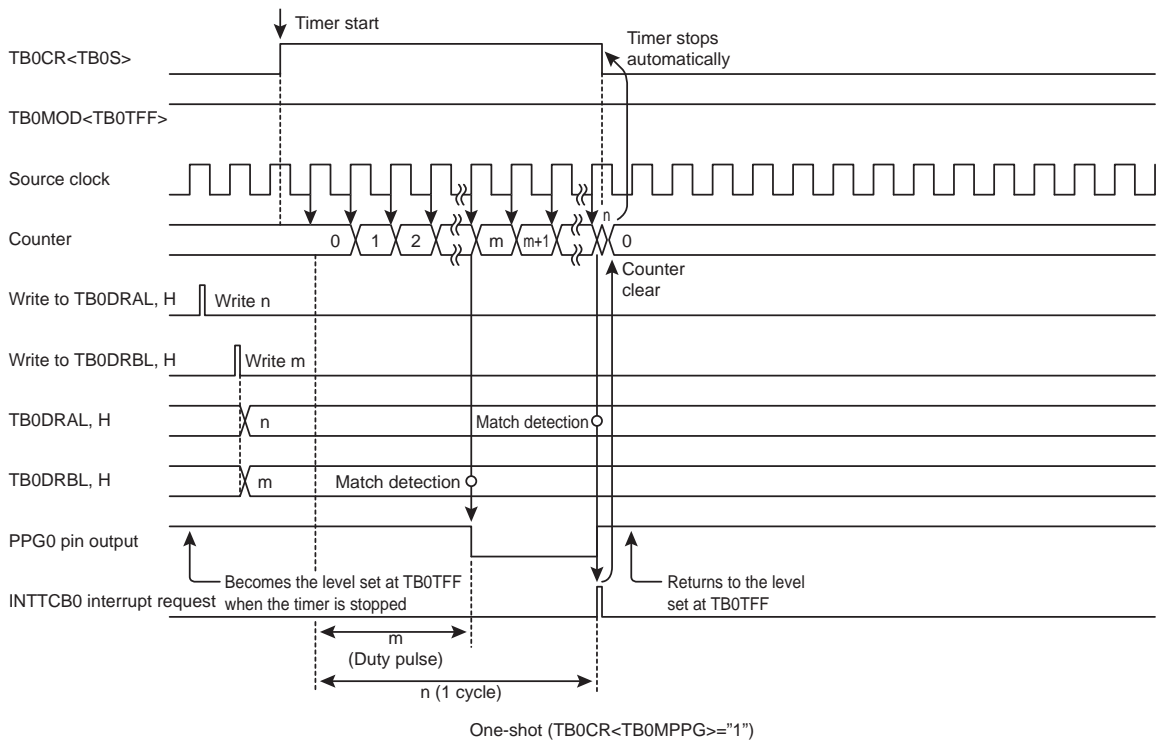 Timer start
TB0CR<TB0S>
Timer stops
automatically
TB0MOD<TB0TFF>
Source clock
n
Counter
0 1 2 m m+1 0
Counter
clear
Write to TB0DRAL, H
Write n
Write to TB0DRBL, H
Write m
TB0DRAL, H
n
Match detection
TB0DRBL, H
m
Match detection
PPG0 pin output
Becomes the level set at TB0TFF
when the timer is stopped
Returns to the level
set at TB0TFF
INTTCB0 interrupt request
m
(Duty pulse)
n (1 cycle)
One-shot (TB0CR<TB0MPPG>=”1”)